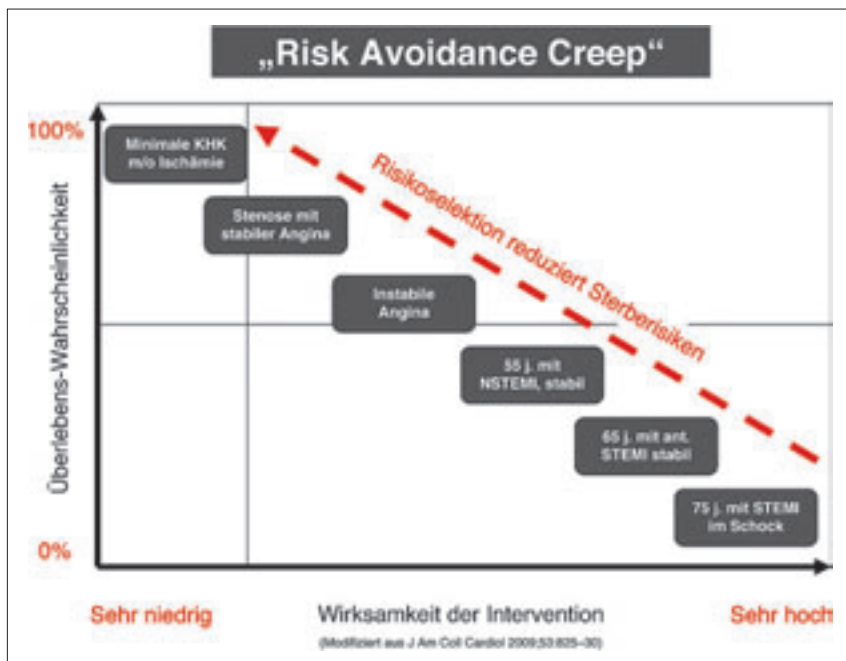 „Risk Avoidance Creep“
100%
Überlebens-Wahrscheinlichkeit
0%
Minimale KHK
m/o Ischämie
Stenose mit
stabiler Angina
Instabile
Angina
55 j. mit
NSTEMI, stabil
65 j. mit ant.
STEMI stabil
75 j. mit STEMI
im Schock
Risikoselektion reduziert Sterberisiken
Sehr niedrig
Wirksamkeit der Intervention
Sehr hoch
(Modifiziert aus J Am Coll Cardiol 2009;53:825–30)